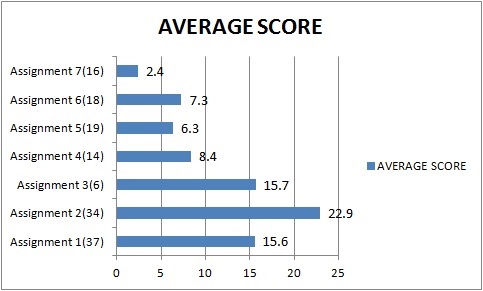 AVERAGE SCORE
Assignment 7(16) 2.4
Assignment 6(18) 7.3
Assignment 5(19) 6.3
Assignment 4(14) 8.4
Assignment 3(6) 15.7
AVERAGE SCORE
Assignment 2(34) 22.9
Assignment 1(37) 15.6
0 5 10 15 20 25